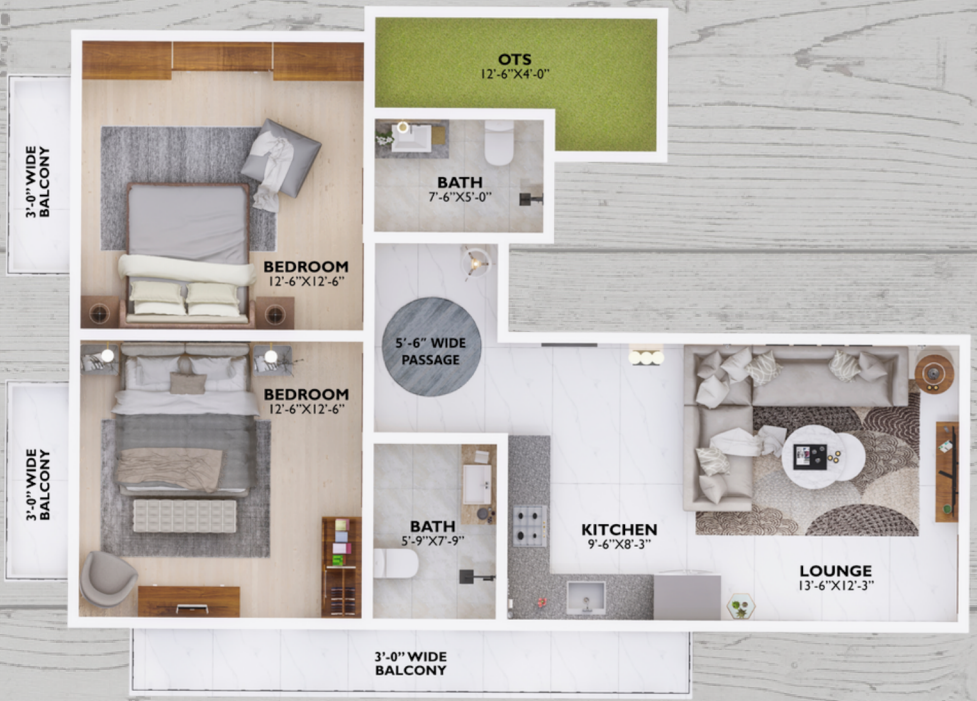 OTS
12'-6"X4'-0"
3'-0" WIDE
BALCONY
BATH
7'-6"X5'-0"
BEDROOM
12'-6"X12'-6"
5'-6" WIDE
PASSAGE
BEDROOM
12'-6"X12'-6"
3'-0" WIDE
BALCONY
BATH
5'-9"X7'-9"
KITCHEN
9'-6"X8'-3"
LOUNGE
13'-6"X12'-3"
3'-0" WIDE
BALCONY